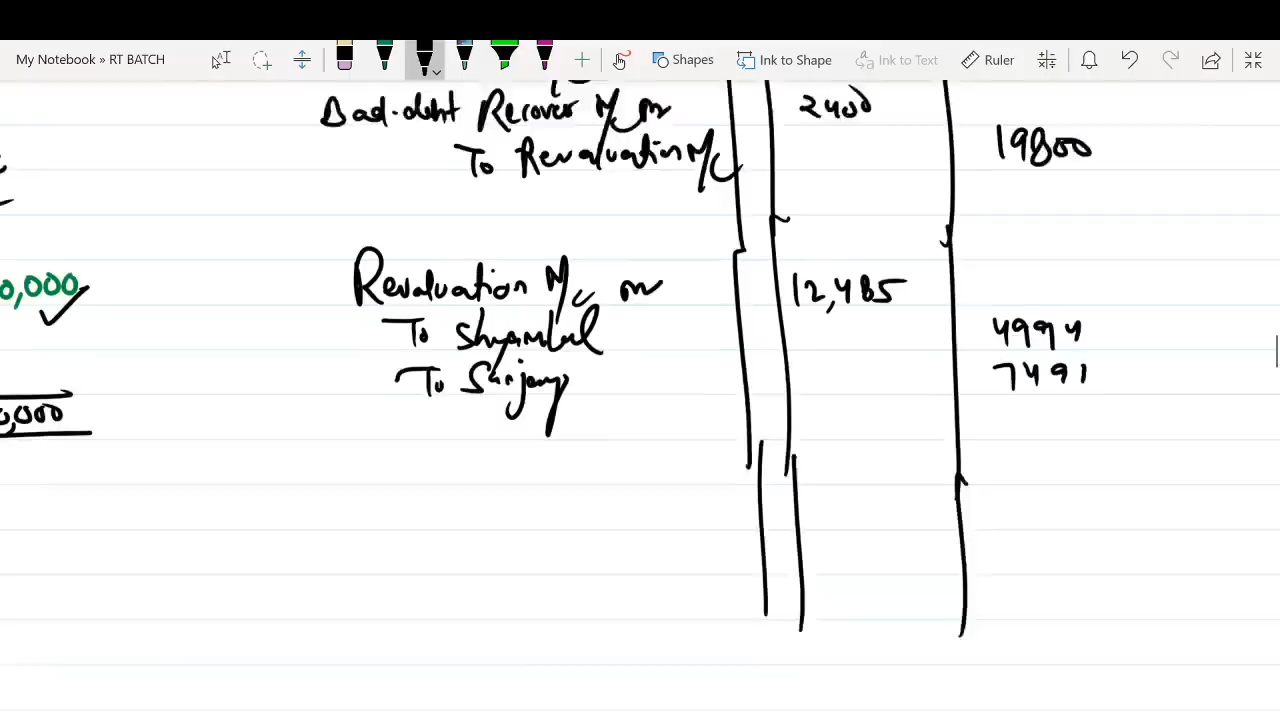 My Notebook » RT BATCH
Shapes
Ink to Shape
Ink to Text
Ruler
Bad-debt Recover A/c Dr 2400
To Revaluation A/c 19800
0,000
Revaluation A/c Dr 12,485
To Shyamlal 4994
To Sanjay 7491
0,000